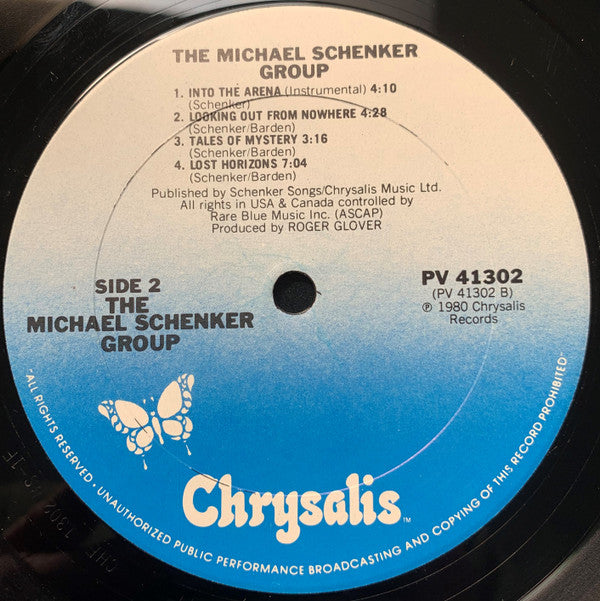 THE MICHAEL SCHENKER
GROUP
1. INTO THE ARENA (Instrumental) 4:10
(Schenker)
2. LOOKING OUT FROM NOWHERE 4:28
(Schenker/Barden)
3. TALES OF MYSTERY 3:16
(Schenker/Barden)
4. LOST HORIZONS 7:04
(Schenker/Barden)
Published by Schenker Songs/Chrysalis Music Ltd.
All rights in USA & Canada controlled by
Rare Blue Music Inc. (ASCAP)
Produced by ROGER GLOVER
SIDE 2
THE
MICHAEL SCHENKER
GROUP
PV 41302
(PV 41302 B)
℗ 1980 Chrysalis
Records
Chrysalis™
"ALL RIGHTS RESERVED · UNAUTHORIZED PUBLIC PERFORMANCE BROADCASTING AND COPYING OF THIS RECORD PROHIBITED"